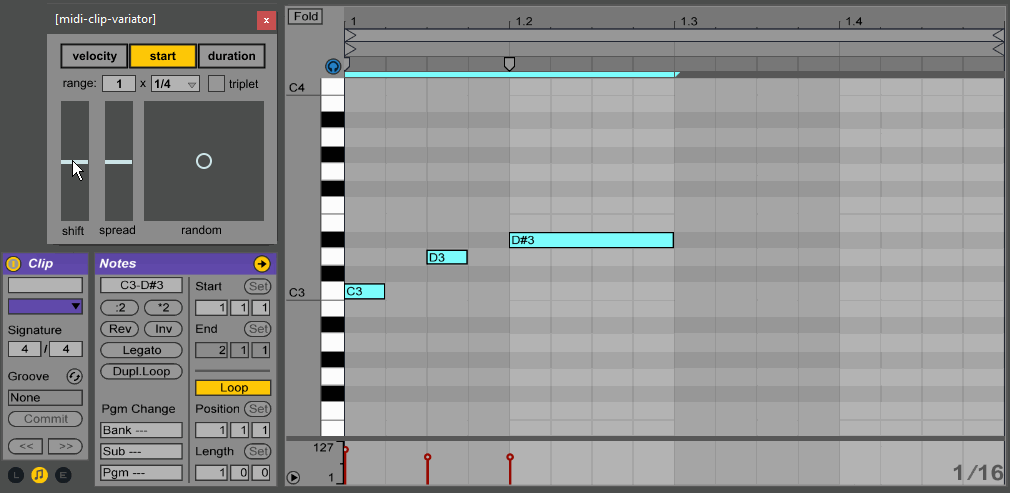 [midi-clip-variator]
x
velocity start duration
range: 1 x 1/4 triplet
shift spread random
Clip
Signature
4 / 4
Groove
None
Commit
<< >>
L E
Notes
C3-D#3
:2 *2
Rev Inv
Legato
Dupl.Loop
Pgm Change
Bank ---
Sub ---
Pgm ---
Start Set
1 1 1
End Set
2 1 1
Loop
Position Set
1 1 1
Length Set
1 0 0
Fold
1 1.2 1.3 1.4
C4
D#3
D3
C3 C3
127
1
1/16